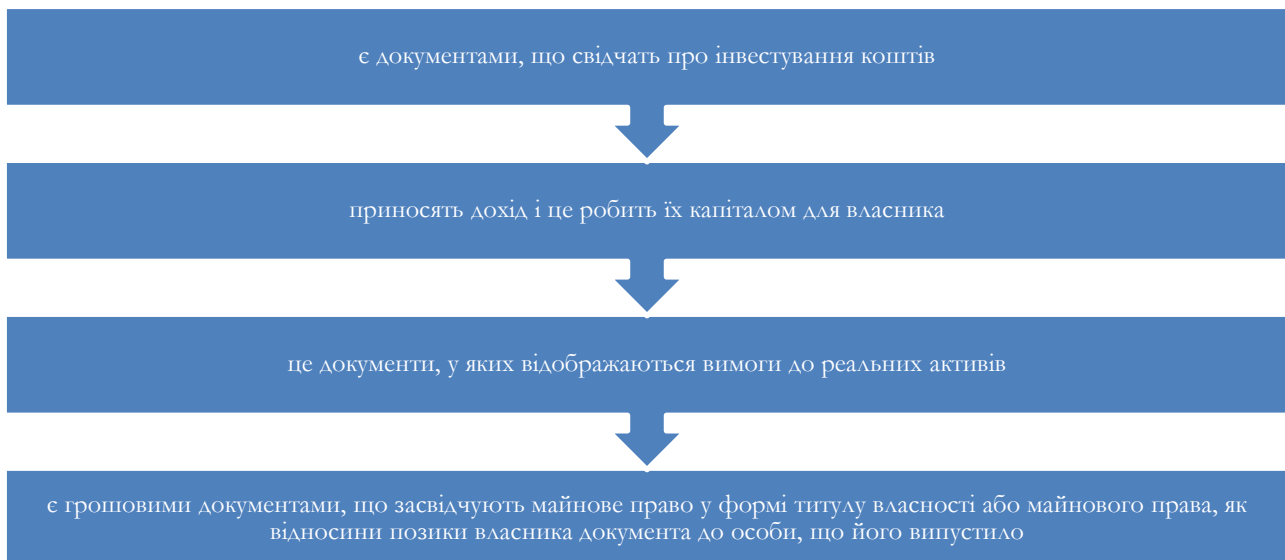 є документами, що свідчать про інвестування коштів
приносять дохід і це робить їх капіталом для власника
це документи, у яких відображаються вимоги до реальних активів
є грошовими документами, що засвідчують майнове право у формі титулу власності або майнового права, як
відносини позики власника документа до особи, що його випустило